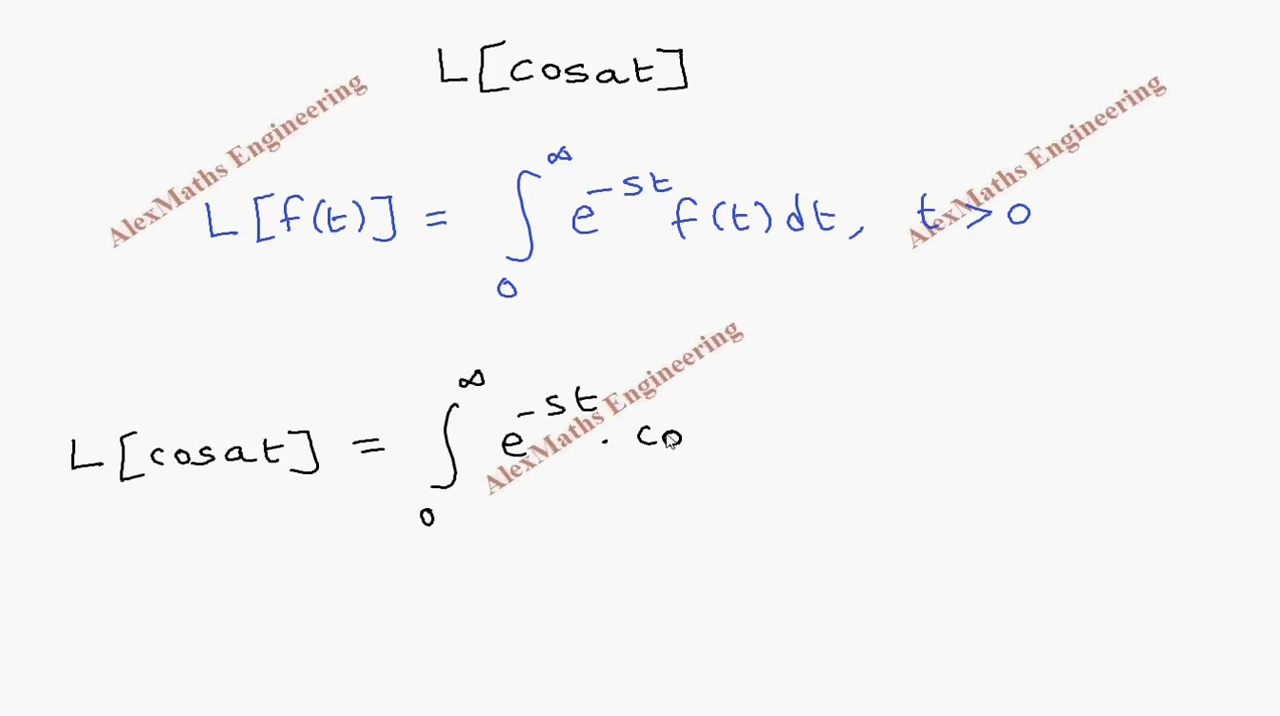 L[cosat]
AlexMaths Engineering
AlexMaths Engineering
L[f(t)] = ∫₀^∞ e^{-st} f(t) dt, t > 0
AlexMaths Engineering
L[cosat] = ∫₀^∞ e^{-st} . co